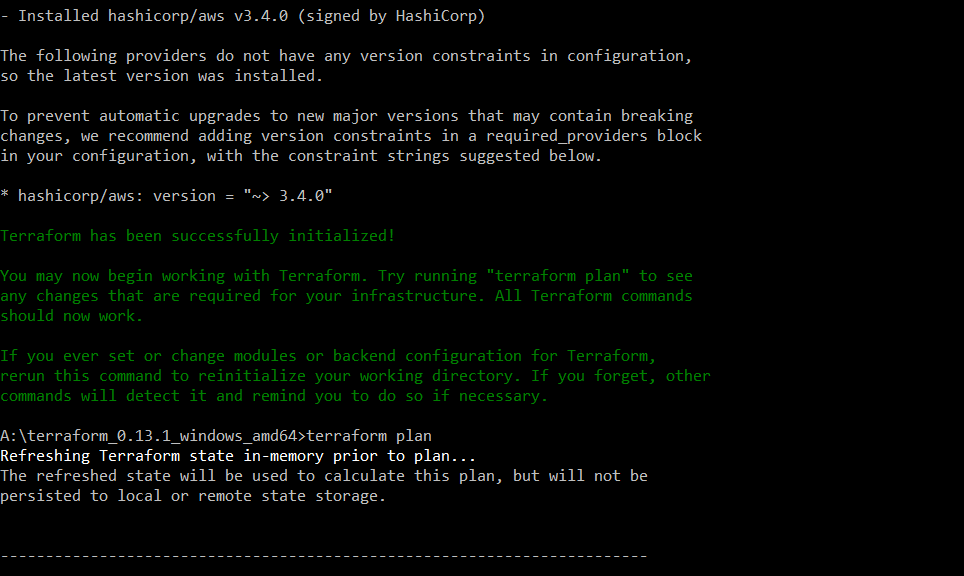 - Installed hashicorp/aws v3.4.0 (signed by HashiCorp)
The following providers do not have any version constraints in configuration,
so the latest version was installed.
To prevent automatic upgrades to new major versions that may contain breaking
changes, we recommend adding version constraints in a required_providers block
in your configuration, with the constraint strings suggested below.
* hashicorp/aws: version = "~> 3.4.0"
Terraform has been successfully initialized!
You may now begin working with Terraform. Try running "terraform plan" to see
any changes that are required for your infrastructure. All Terraform commands
should now work.
If you ever set or change modules or backend configuration for Terraform,
rerun this command to reinitialize your working directory. If you forget, other
commands will detect it and remind you to do so if necessary.
A:\terraform_0.13.1_windows_amd64>terraform plan
Refreshing Terraform state in-memory prior to plan...
The refreshed state will be used to calculate this plan, but will not be
persisted to local or remote state storage.
------------------------------------------------------------------------